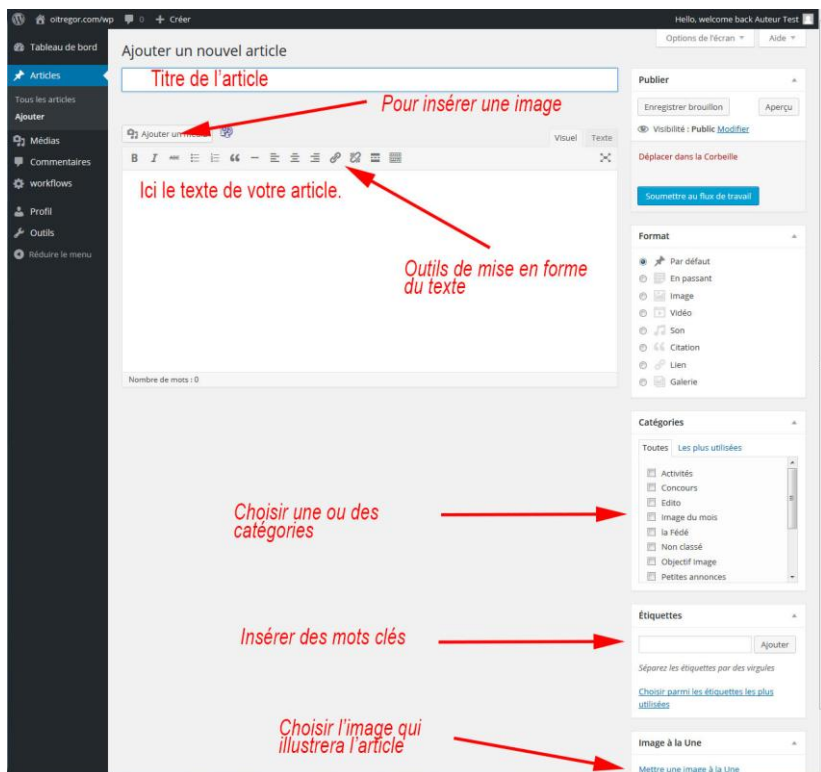 oitregor.com/wp 0 + Créer Hello, welcome back Auteur Test
Tableau de bord
Articles
Tous les articles
Ajouter
Médias
Commentaires
workflows
Profil
Outils
Réduire le menu
Options de l'écran Aide
Ajouter un nouvel article
Titre de l'article
Pour insérer une image
Ajouter un
Visuel Texte
B I ABC
Ici le texte de votre article.
Outils de mise en forme
du texte
Nombre de mots : 0
Choisir une ou des
catégories
Insérer des mots clés
Choisir l'image qui
illustrera l'article
Publier
Enregistrer brouillon Aperçu
Visibilité : Public Modifier
Déplacer dans la Corbeille
Soumettre au flux de travail
Format
Par défaut
En passant
Image
Vidéo
Son
Citation
Lien
Galerie
Catégories
Toutes Les plus utilisées
Activités
Concours
Edito
Image du mois
la Fédé
Non classé
Objectif Image
Petites annonces
Étiquettes
Ajouter
Séparez les étiquettes par des virgules
Choisir parmi les étiquettes les plus
utilisées
Image à la Une
Mettre une image à la Une